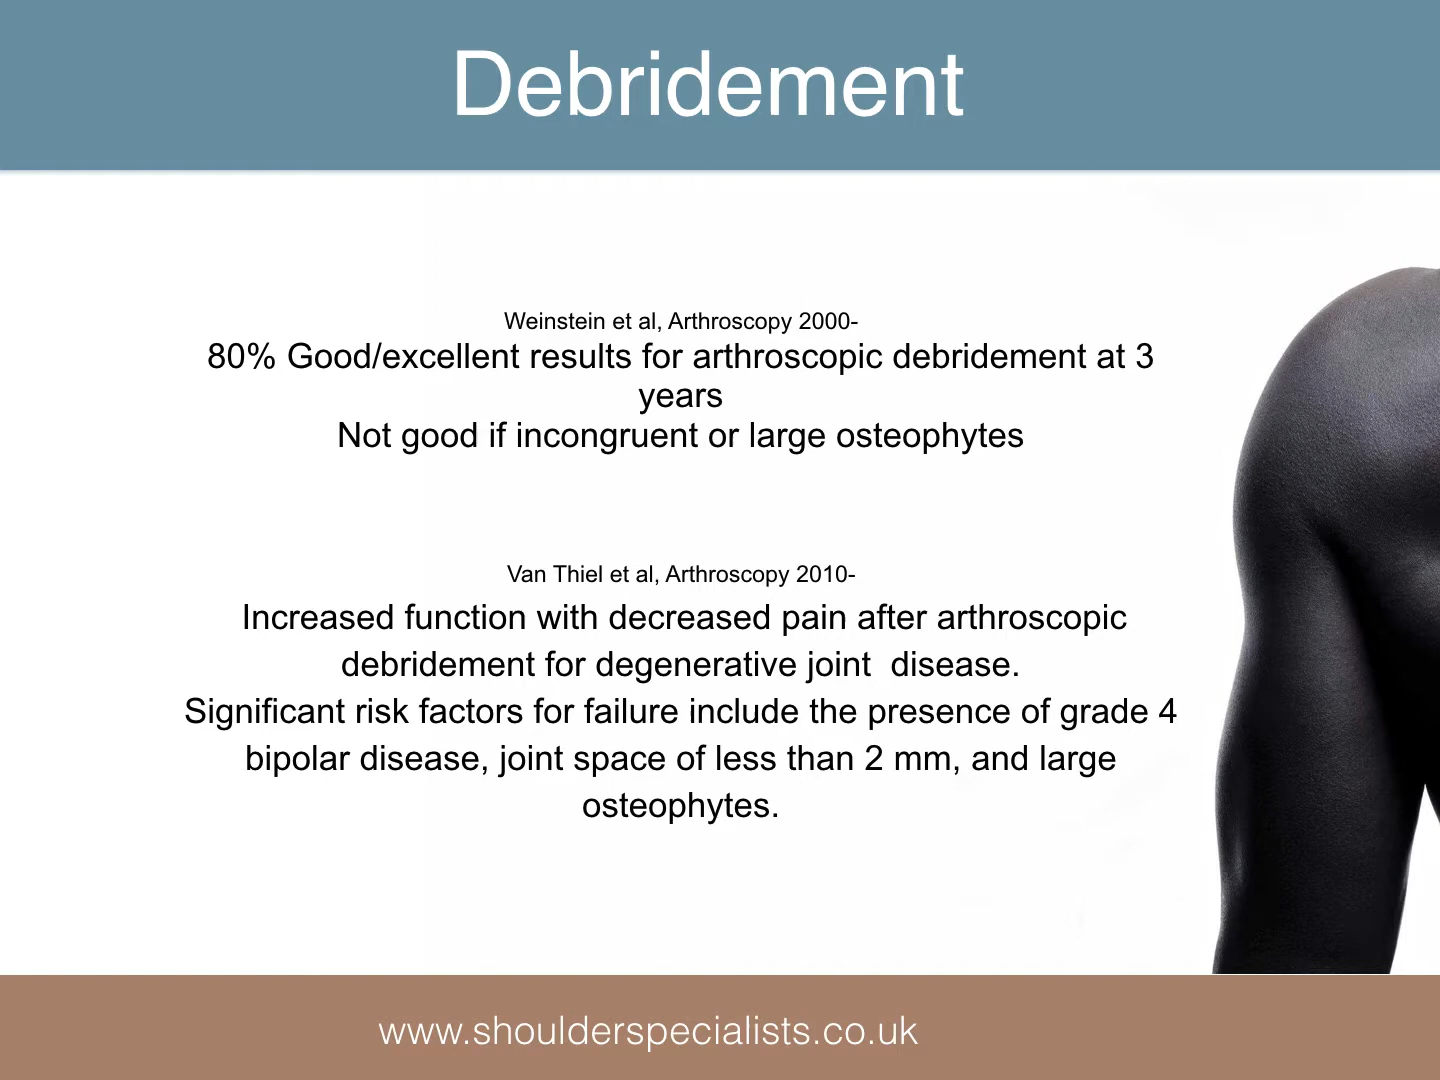 Debridement
Weinstein et al, Arthroscopy 2000-
80% Good/excellent results for arthroscopic debridement at 3
years
Not good if incongruent or large osteophytes
Van Thiel et al, Arthroscopy 2010-
Increased function with decreased pain after arthroscopic
debridement for degenerative joint  disease.
Significant risk factors for failure include the presence of grade 4
bipolar disease, joint space of less than 2 mm, and large
osteophytes.
www.shoulderspecialists.co.uk